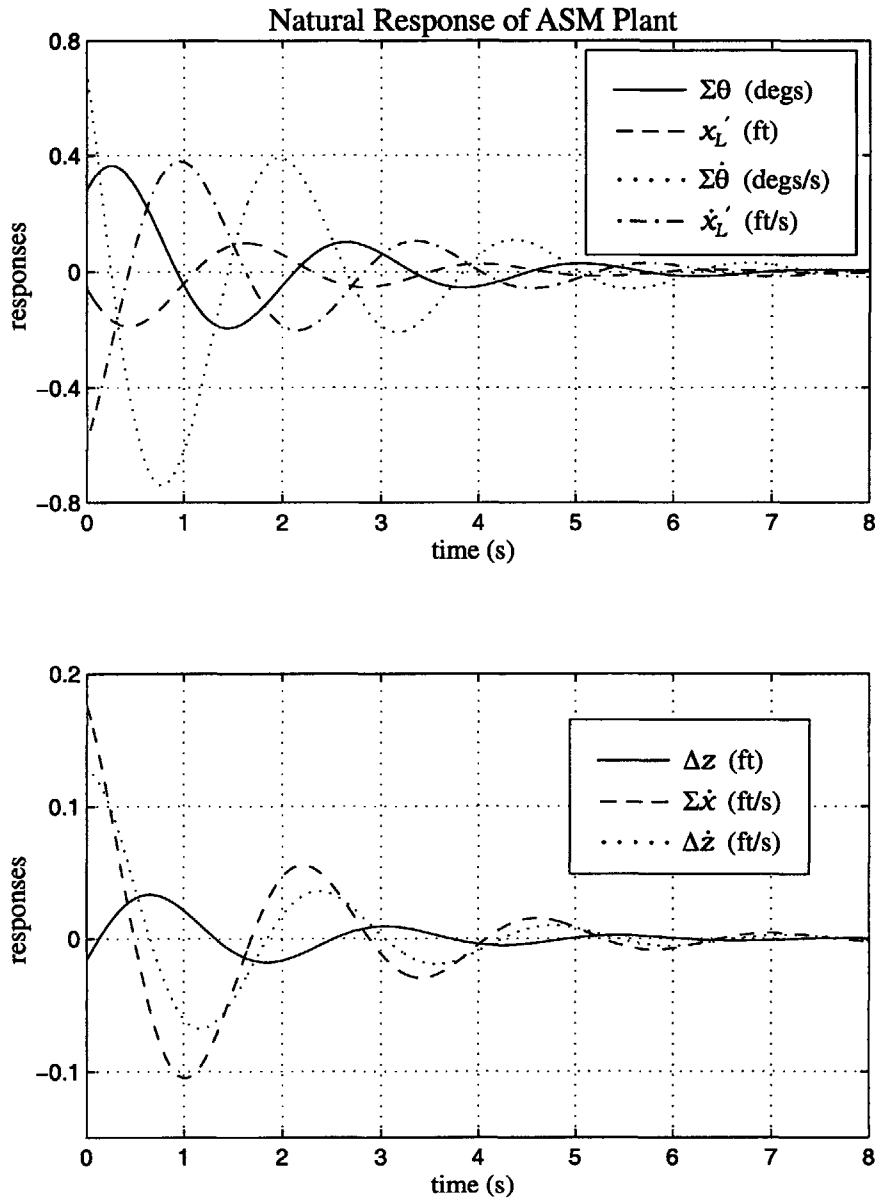 Natural Response of ASM Plant
0.8
0.4
0
−0.4
−0.8
responses
Σθ (degs)
x_L′ (ft)
Σθ̇ (degs/s)
ẋ_L′ (ft/s)
0 1 2 3 4 5 6 7 8
time (s)
0.2
0.1
0
−0.1
responses
Δz (ft)
Σẋ (ft/s)
Δż (ft/s)
0 1 2 3 4 5 6 7 8
time (s)